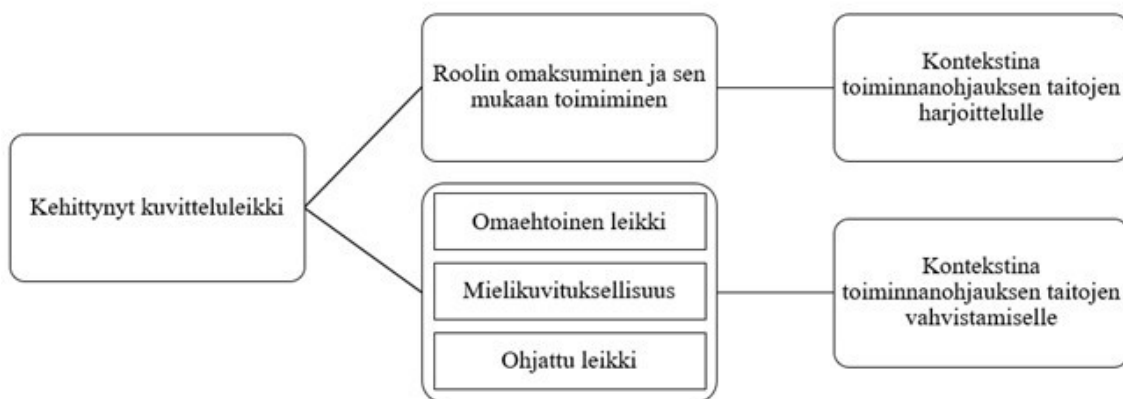 Kehittynyt kuvitteluleikki
Roolin omaksuminen ja sen
mukaan toimiminen
Kontekstina
toiminnanohjauksen taitojen
harjoittelulle
Omaehtoinen leikki
Mielikuvituksellisuus
Ohjattu leikki
Kontekstina
toiminnanohjauksen taitojen
vahvistamiselle